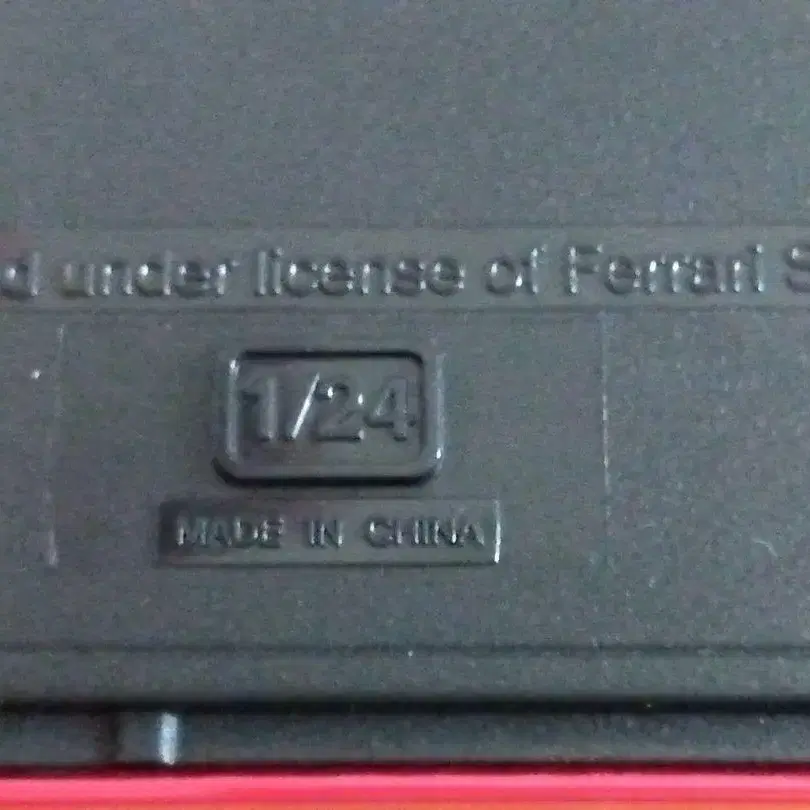 d under license of Ferrari S
1/24
MADE IN CHINA